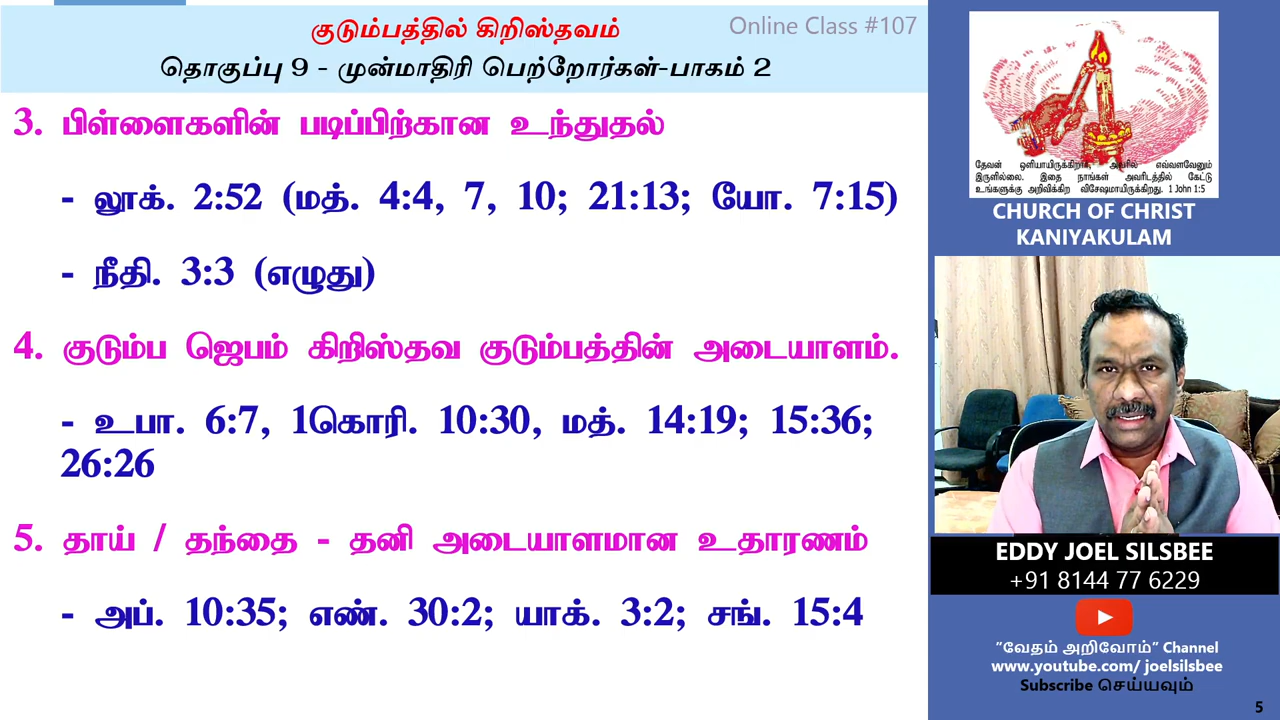 குடும்பத்தில் கிறிஸ்தவம்
Online Class #107
தொகுப்பு 9 - முன்மாதிரி பெற்றோர்கள்-பாகம் 2
3. பிள்ளைகளின் படிப்பிற்கான உந்துதல்
- லூக். 2:52 (மத். 4:4, 7, 10; 21:13; யோ. 7:15)
- நீதி. 3:3 (எழுது)
4. குடும்ப ஜெபம் கிறிஸ்தவ குடும்பத்தின் அடையாளம்.
- உபா. 6:7, 1கொரி. 10:30, மத். 14:19; 15:36;
26:26
5. தாய் / தந்தை - தனி அடையாளமான உதாரணம்
- அப். 10:35; எண். 30:2; யாக். 3:2; சங். 15:4
தேவன் ஒளியாயிருக்கிறார், அவரில் எவ்வளவேனும்
இருளில்லை. இதை நாங்கள் அவரிடத்தில் கேட்டு
உங்களுக்கு அறிவிக்கிற விசேஷமாயிருக்கிறது. 1 John 1:5
CHURCH OF CHRIST
KANIYAKULAM
EDDY JOEL SILSBEE
+91 8144 77 6229
”வேதம் அறிவோம்” Channel
www.youtube.com/ joelsilsbee
Subscribe செய்யவும்
5